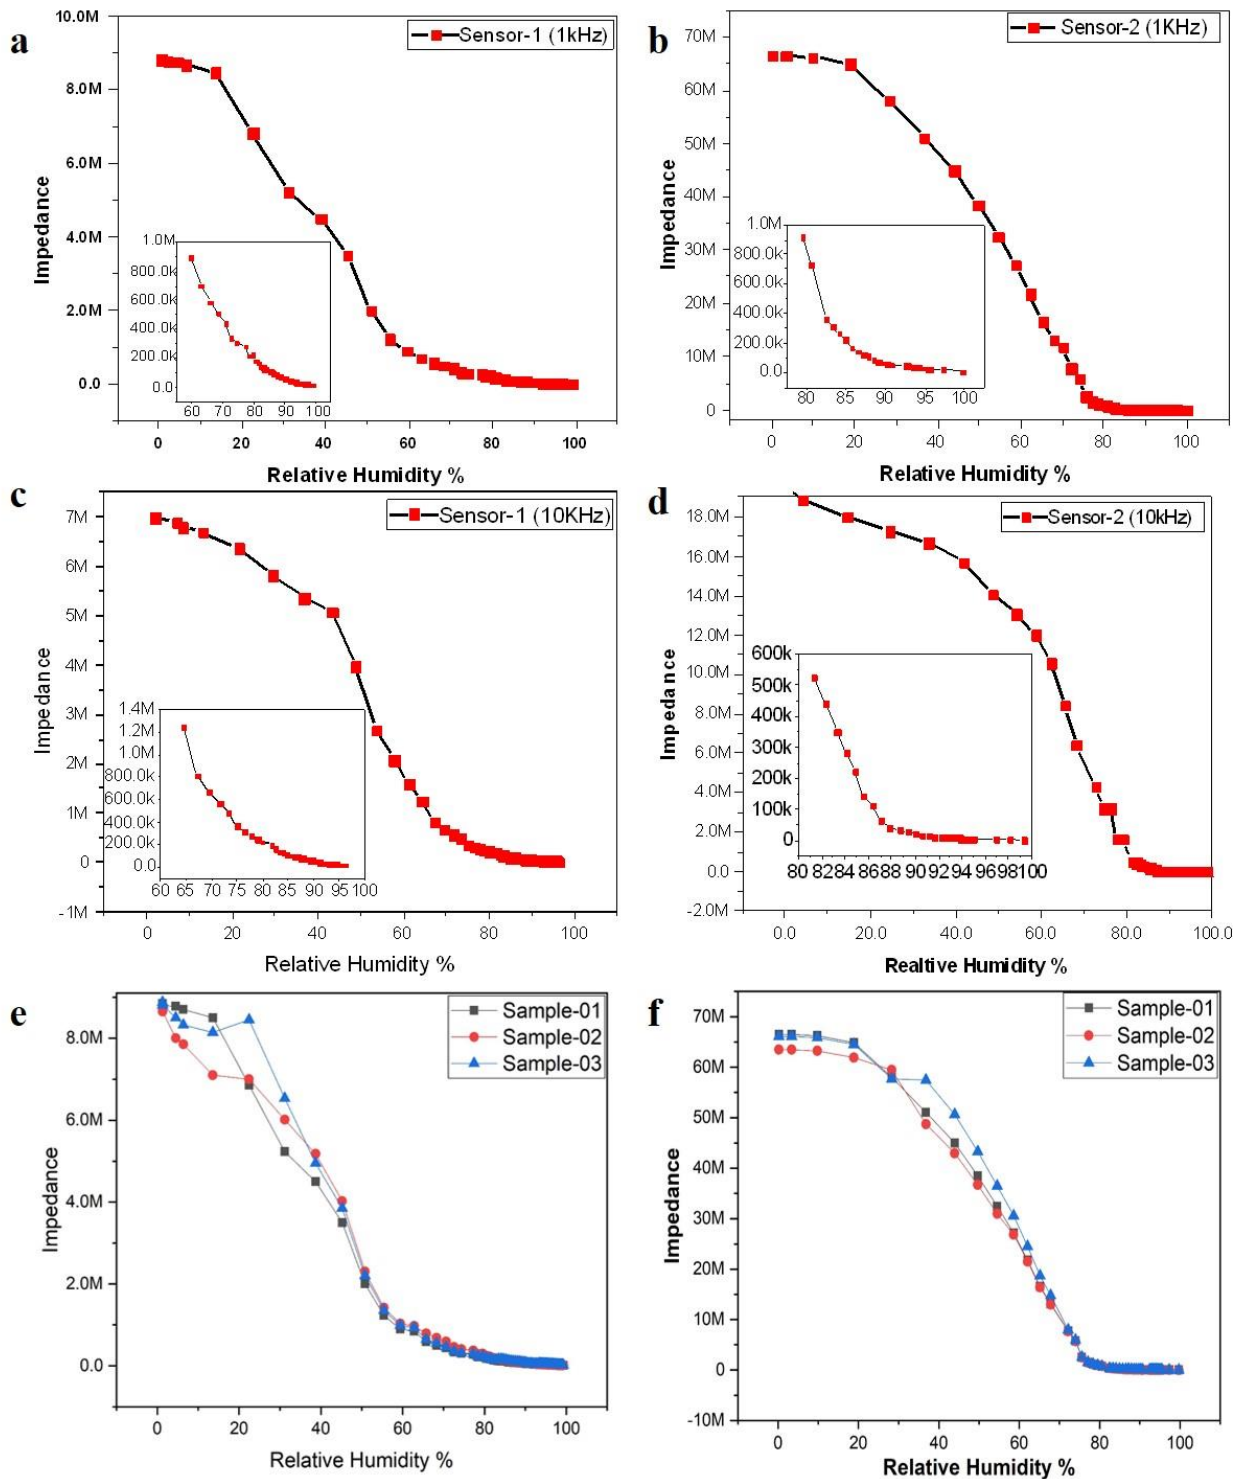 a
10.0M
8.0M
6.0M
4.0M
2.0M
0.0
Impedance
Sensor-1 (1kHz)
1.0M
800.0k
600.0k
400.0k
200.0k
0.0
60 70 80 90 100
0 20 40 60 80 100
Relative Humidity %
b
70M
60M
50M
40M
30M
20M
10M
0
Impedance
Sensor-2 (1KHz)
1.0M
800.0k
600.0k
400.0k
200.0k
0.0
80 85 90 95 100
0 20 40 60 80 100
Relative Humidity %
c
7M
6M
5M
4M
3M
2M
1M
0
-1M
Impedance
Sensor-1 (10KHz)
1.4M
1.2M
1.0M
800.0k
600.0k
400.0k
200.0k
0.0
60 65 70 75 80 85 90 95 100
0 20 40 60 80 100
Relative Humidity %
d
18.0M
16.0M
14.0M
12.0M
10.0M
8.0M
6.0M
4.0M
2.0M
0.0
-2.0M
Impedance
Sensor-2 (10kHz)
600k
500k
400k
300k
200k
100k
0
80 82 84 86 88 90 92 94 96 98 100
0.0 20.0 40.0 60.0 80.0 100.0
Realtive Humidity %
e
8.0M
6.0M
4.0M
2.0M
0.0
Impedance
Sample-01
Sample-02
Sample-03
0 20 40 60 80 100
Relative Humidity %
f
70M
60M
50M
40M
30M
20M
10M
0
-10M
Impedance
Sample-01
Sample-02
Sample-03
0 20 40 60 80 100
Relative Humidity %